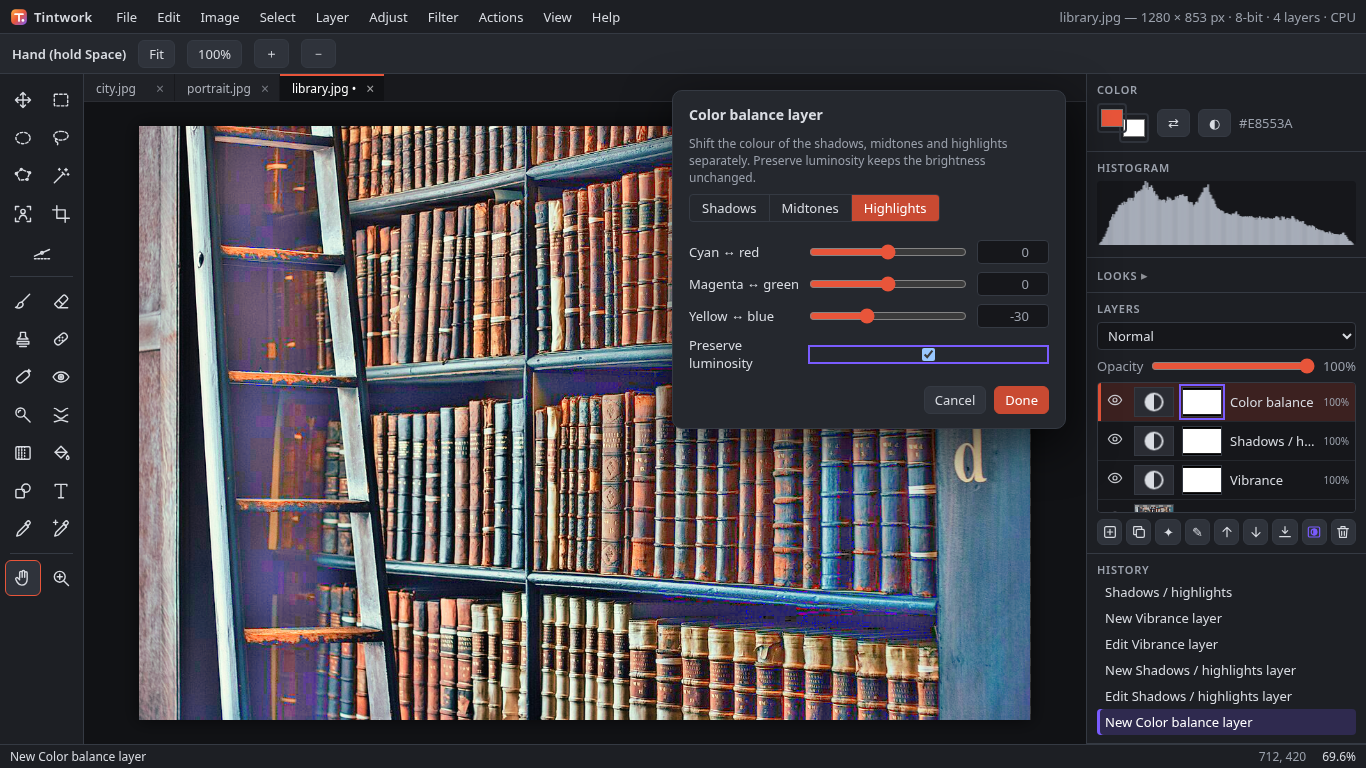 Tintwork File Edit Image Select Layer Adjust Filter Actions View Help library.jpg — 1280 × 853 px · 8-bit · 4 layers · CPU
Hand (hold Space) Fit 100% + −
city.jpg × portrait.jpg × library.jpg • ×
Color balance layer
Shift the colour of the shadows, midtones and highlights
separately. Preserve luminosity keeps the brightness
unchanged.
Shadows Midtones Highlights
Cyan ↔ red 0
Magenta ↔ green 0
Yellow ↔ blue -30
Preserve
luminosity
Cancel Done
d
COLOR
#E8553A
HISTOGRAM
LOOKS ▸
LAYERS
Normal
Opacity 100%
Color balance 100%
Shadows / h... 100%
Vibrance 100%
HISTORY
Shadows / highlights
New Vibrance layer
Edit Vibrance layer
New Shadows / highlights layer
Edit Shadows / highlights layer
New Color balance layer
New Color balance layer 712, 420 69.6%